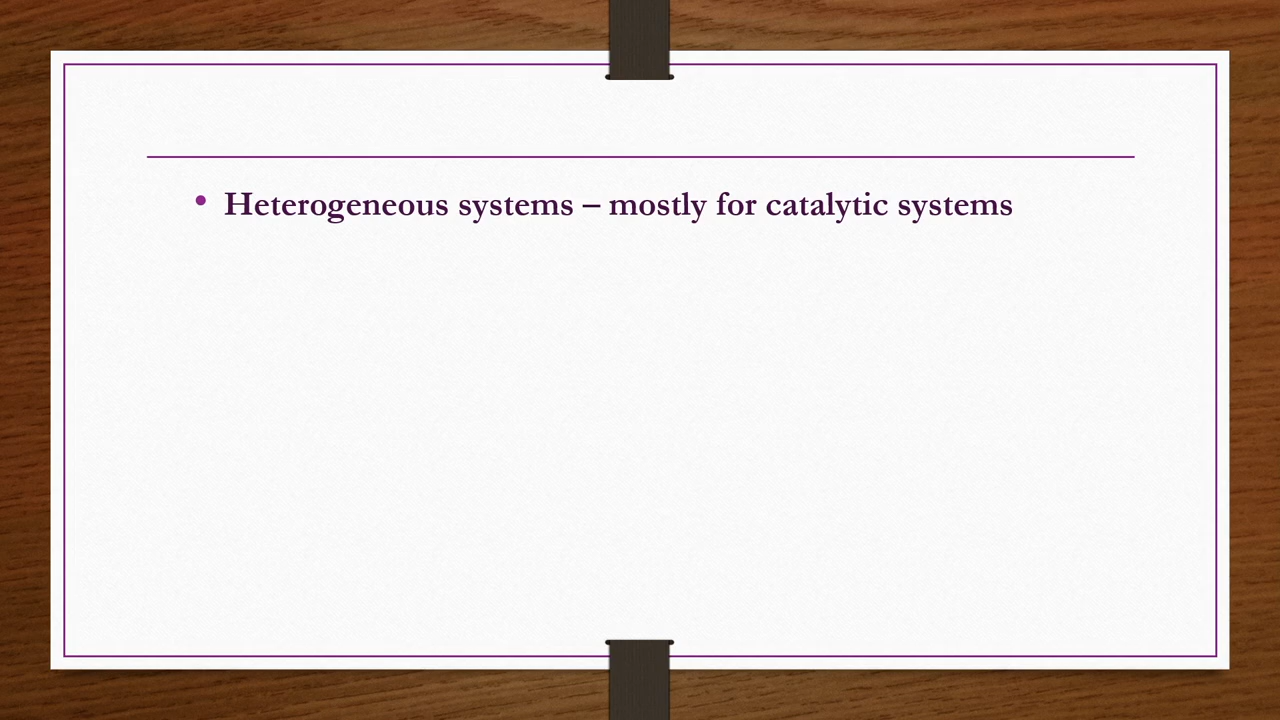 • Heterogeneous systems – mostly for catalytic systems